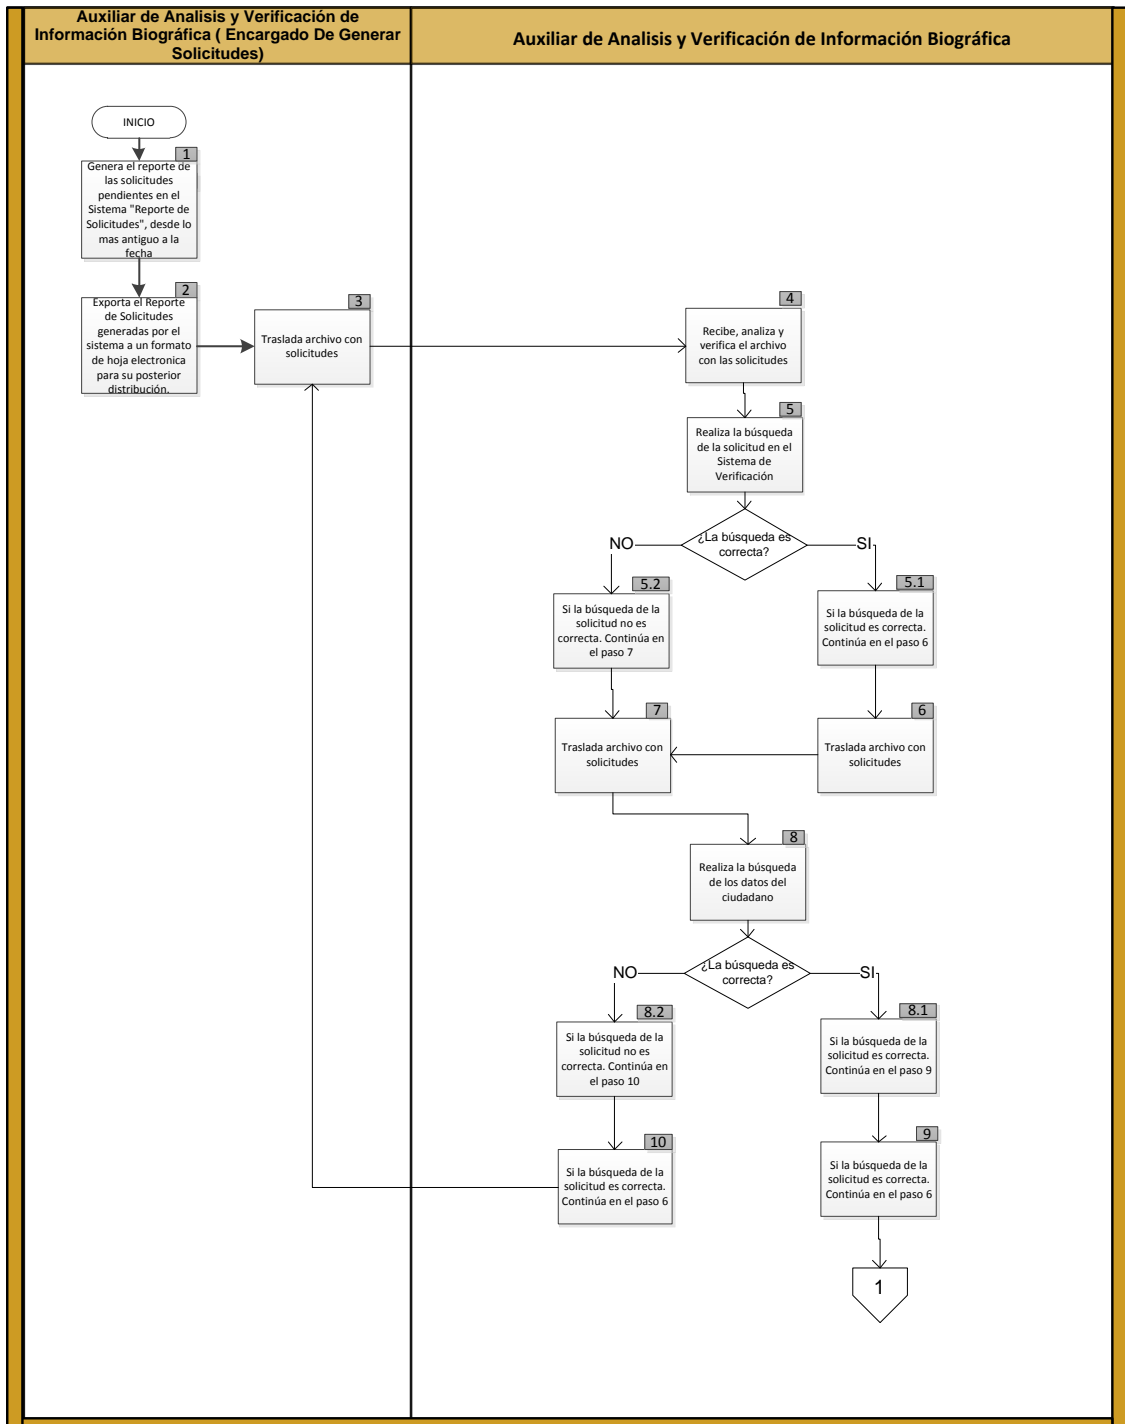 Auxiliar de Analisis y Verificación de
Información Biográfica ( Encargado De Generar
Solicitudes)
Auxiliar de Analisis y Verificación de Información Biográfica
INICIO
1
Genera el reporte de
las solicitudes
pendientes en el
Sistema "Reporte de
Solicitudes", desde lo
mas antiguo a la
fecha
2
Exporta el Reporte
de Solicitudes
generadas por el
sistema a un formato
de hoja electronica
para su posterior
distribución.
3
Traslada archivo con
solicitudes
4
Recibe, analiza y
verifica el archivo
con las solicitudes
5
Realiza la búsqueda
de la solicitud en el
Sistema de
Verificación
¿La búsqueda es
correcta?
NO
SI
5.2
Si la búsqueda de la
solicitud no es
correcta. Continúa en
el paso 7
5.1
Si la búsqueda de la
solicitud es correcta.
Continúa en el paso 6
7
Traslada archivo con
solicitudes
6
Traslada archivo con
solicitudes
8
Realiza la búsqueda
de los datos del
ciudadano
¿La búsqueda es
correcta?
NO
SI
8.2
Si la búsqueda de la
solicitud no es
correcta. Continúa en
el paso 10
8.1
Si la búsqueda de la
solicitud es correcta.
Continúa en el paso 9
10
Si la búsqueda de la
solicitud es correcta.
Continúa en el paso 6
9
Si la búsqueda de la
solicitud es correcta.
Continúa en el paso 6
1